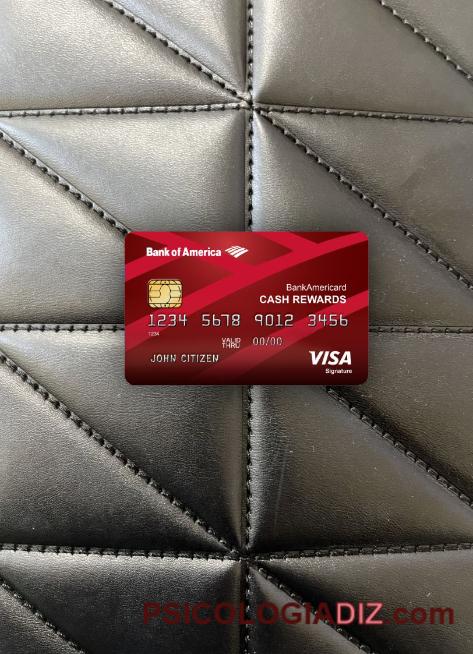 Bank of America
BankAmericard
CASH REWARDS
1234 5678 9012 3456
1234
VALID THRU 00/00
JOHN CITIZEN
VISA
Signature
PSICOLOGIADIZ.com